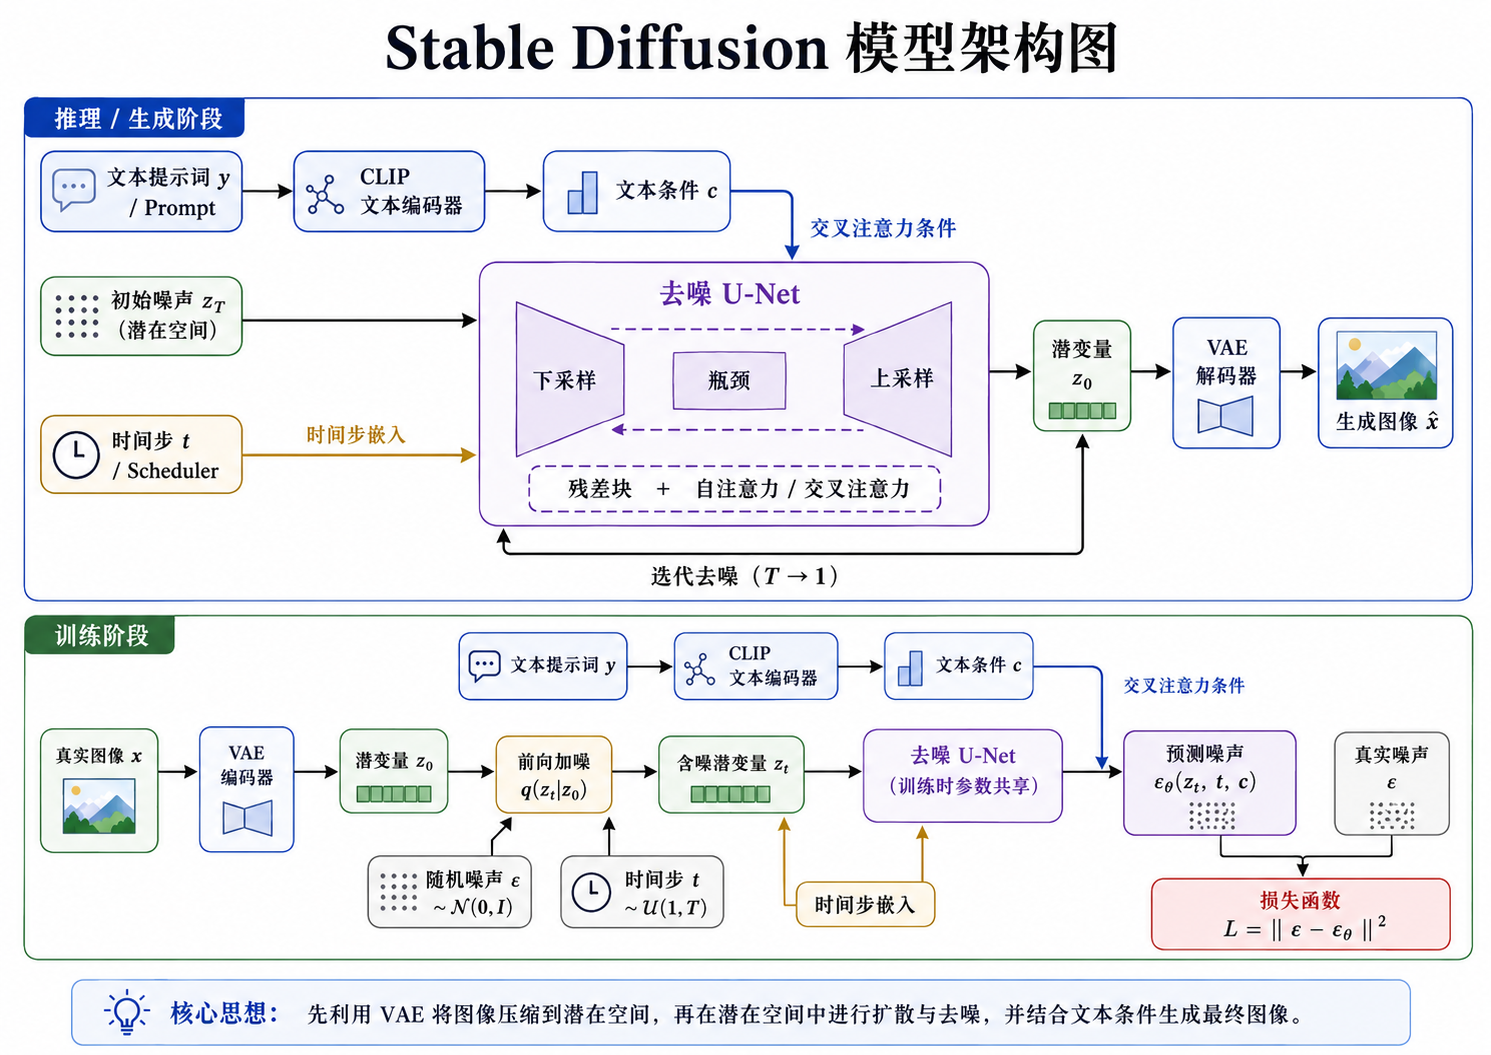 Stable Diffusion 模型架构图
推理 / 生成阶段
文本提示词 y
/ Prompt
CLIP
文本编码器
文本条件 c
交叉注意力条件
初始噪声 z_T
（潜在空间）
时间步 t
/ Scheduler
时间步嵌入
去噪 U-Net
下采样
瓶颈
上采样
残差块 + 自注意力 / 交叉注意力
潜变量
z₀
VAE
解码器
生成图像 x̂
迭代去噪（T → 1）
训练阶段
文本提示词 y
CLIP
文本编码器
文本条件 c
交叉注意力条件
真实图像 x
VAE
编码器
潜变量 z₀
前向加噪
q(z_t|z₀)
含噪潜变量 z_t
去噪 U-Net
（训练时参数共享）
预测噪声
ε_θ(z_t, t, c)
真实噪声
ε
随机噪声 ε
~ 𝒩(0, I)
时间步 t
~ 𝒰(1, T)
时间步嵌入
损失函数
L = || ε − ε_θ ||²
核心思想： 先利用 VAE 将图像压缩到潜在空间，再在潜在空间中进行扩散与去噪，并结合文本条件生成最终图像。